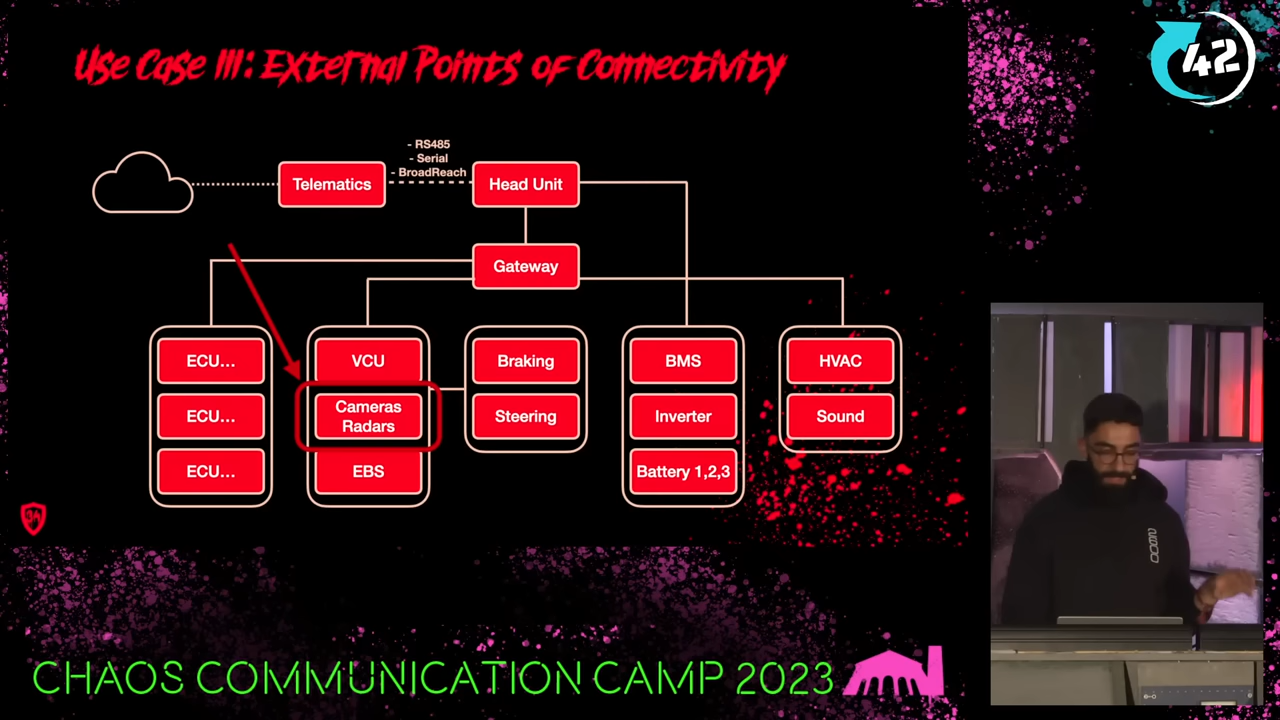 Use Case III: External Points of Connectivity
42
- RS485
- Serial
- BroadReach
Telematics
Head Unit
Gateway
ECU...
VCU
Braking
BMS
HVAC
ECU...
Cameras
Radars
Steering
Inverter
Sound
ECU...
EBS
Battery 1,2,3
CHAOS COMMUNICATION CAMP 2023